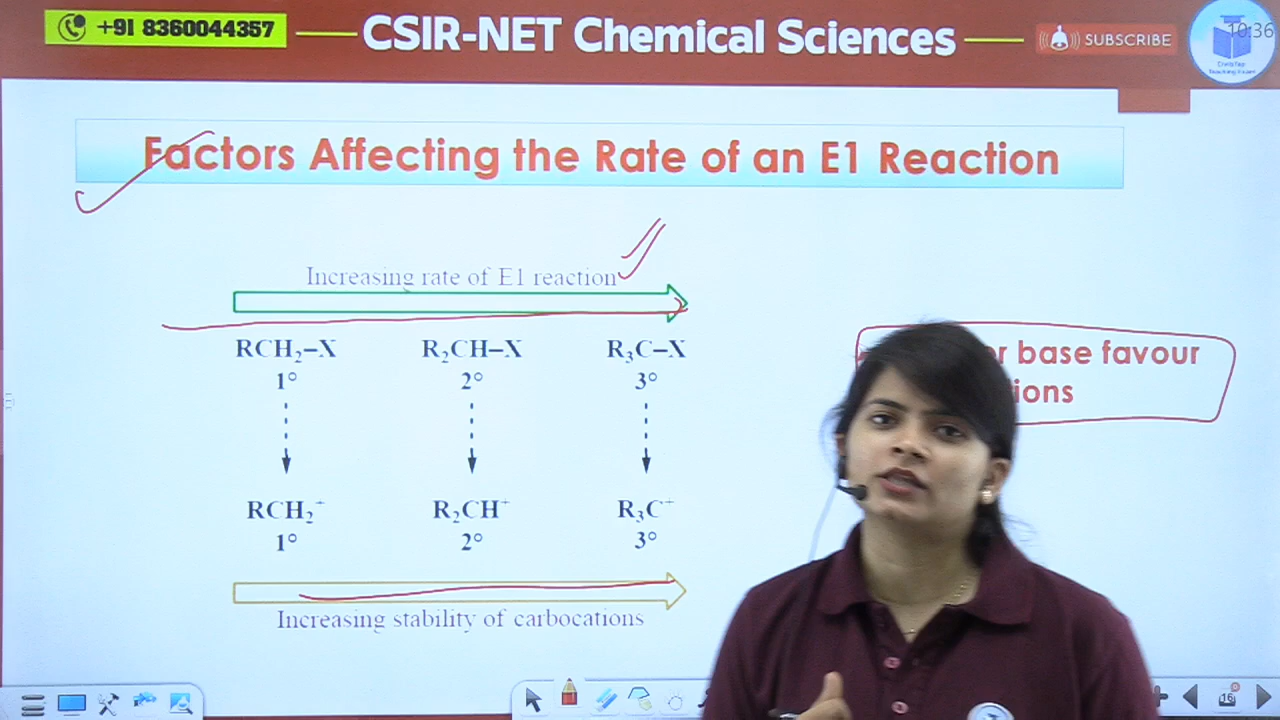 +91 8360044357
CSIR-NET Chemical Sciences
SUBSCRIBE
10:36
Factors Affecting the Rate of an E1 Reaction
Increasing rate of E1 reaction
RCH₂–X R₂CH–X R₃C–X
1° 2° 3°
base favour
RCH₂⁺ R₂CH⁺ R₃C⁺
1° 2° 3°
Increasing stability of carbocations
16